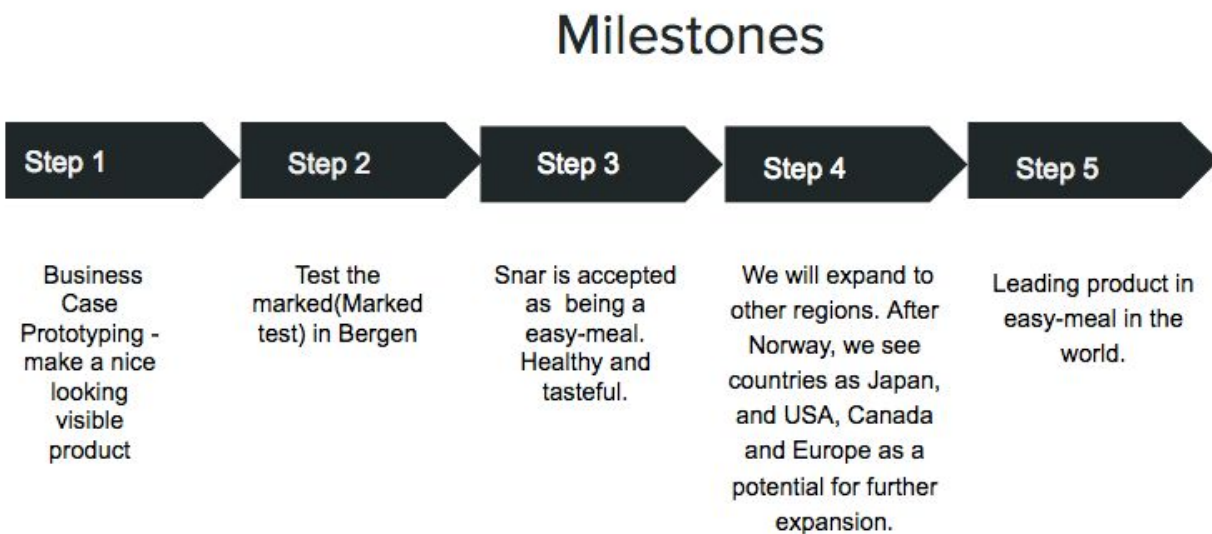 Milestones
Step 1
Step 2
Step 3
Step 4
Step 5
Business
Case
Prototyping -
make a nice
looking
visible
product
Test the
marked(Marked
test) in Bergen
Snar is accepted
as being a
easy-meal.
Healthy and
tasteful.
We will expand to
other regions. After
Norway, we see
countries as Japan,
and USA, Canada
and Europe as a
potential for further
expansion.
Leading product in
easy-meal in the
world.